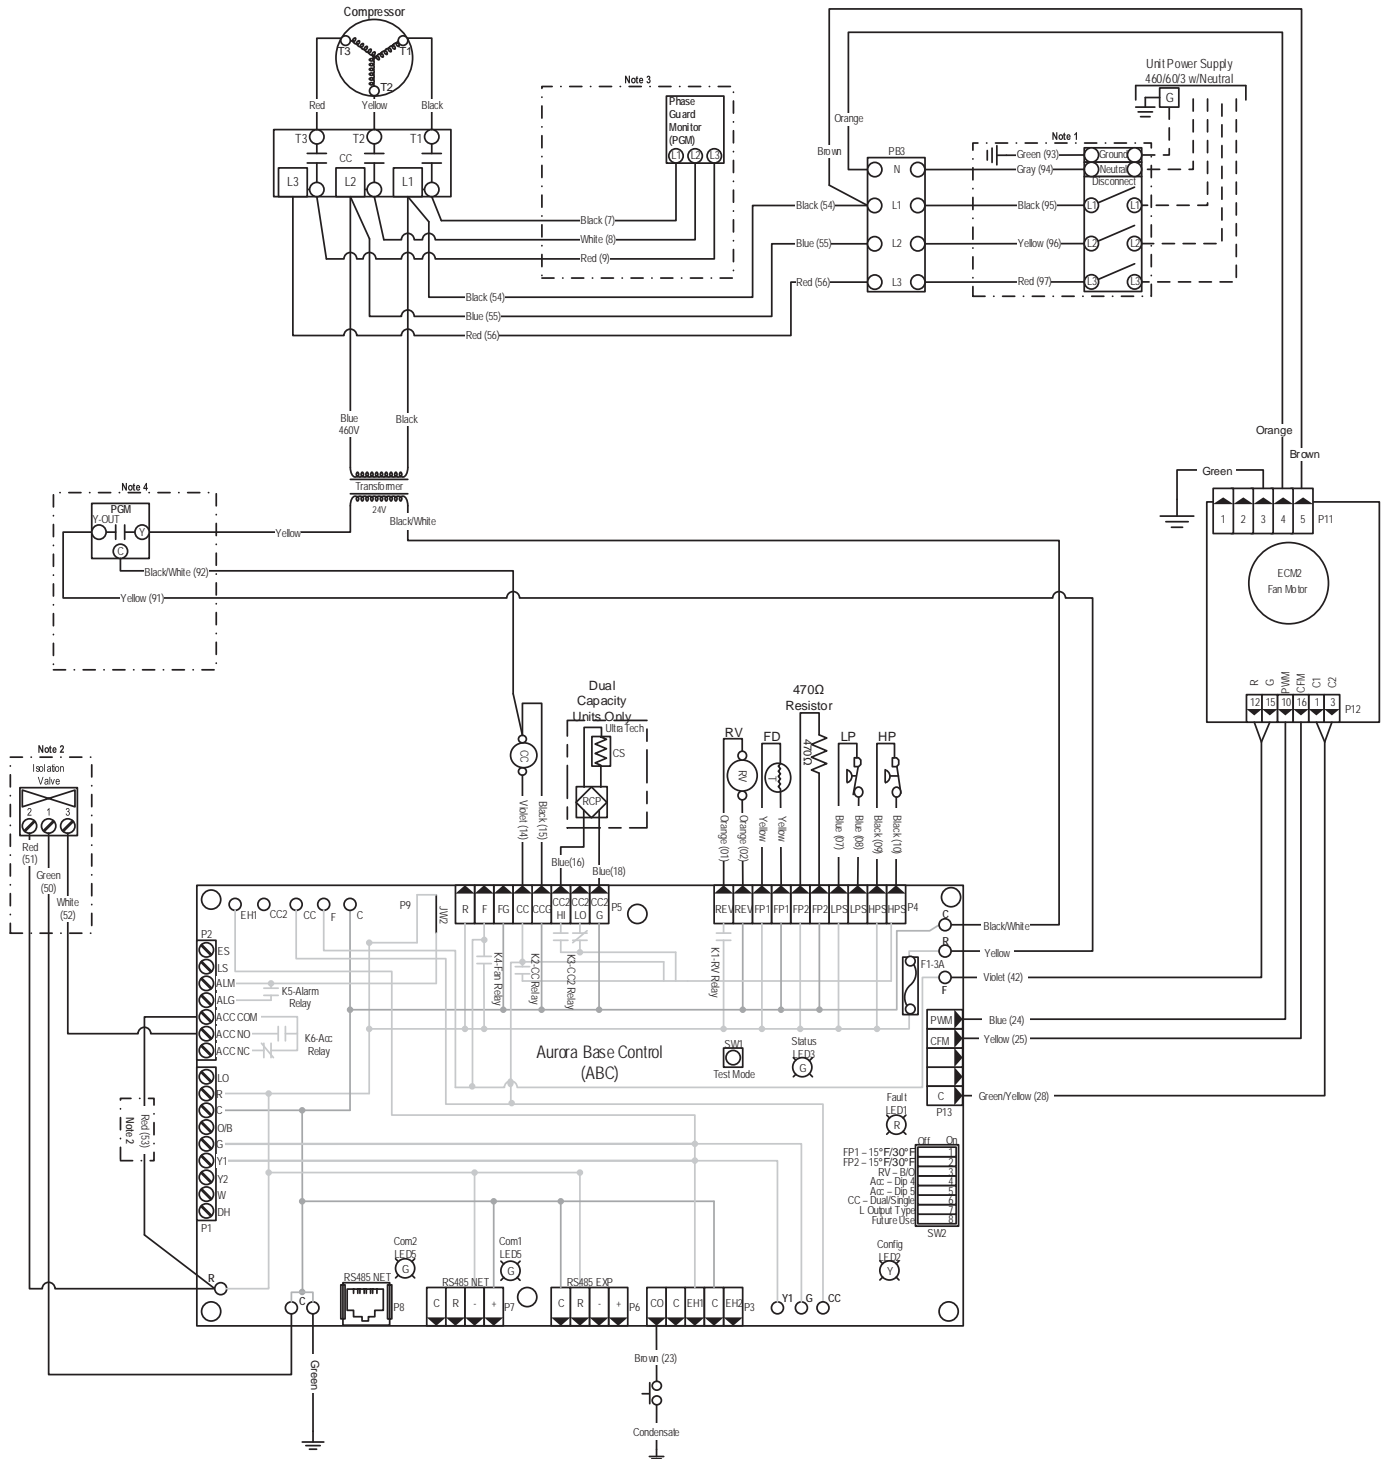 Compressor
T3
T1
T2
Red
Yellow
Black
T3
T2
T1
CC
L3
L2
L1
Note 3
Phase
Guard
Monitor
(PGM)
L1
L2
L3
Black (7)
White (8)
Red (9)
Black (54)
Blue (55)
Red (56)
Orange
Brown
PB3
N
L1
L2
L3
Black (54)
Blue (55)
Red (56)
Unit Power Supply
460/60/3 w/Neutral
G
Note 1
Green (93)
Gray (94)
Black (95)
Yellow (96)
Red (97)
Ground
Neutral
Disconnect
L1
L1
L2
L2
L3
L3
Blue
460V
Black
Transformer
24V
Black/White
Yellow
Note 4
PGM
Y-OUT
Y
C
Black/White (92)
Yellow (91)
Orange
Brown
Green
1
2
3
4
5
P11
ECM2
Fan Motor
R
G
PWM
CFM
C1
C2
12
15
10
16
1
3
P12
Note 2
Isolation
Valve
2
1
3
Red
(51)
Green
(50)
White
(52)
Dual
Capacity
Units Only
UltraTech
CS
RCP
CC
Violet (14)
Black (15)
Blue(16)
Blue(18)
470Ω
Resistor
470Ω
RV
FD
LP
HP
RV
T
Orange (01)
Orange (02)
Yellow
Yellow
Blue (07)
Blue (08)
Black (09)
Black (10)
EH1
CC2
CC
F
C
P9
JW2
R
F
FG
CC
CCG
CC2
HI
CC2
LO
CC2
G
P5
REV
REV
FP1
FP1
FP2
FP2
LPS
LPS
HPS
HPS
P4
C
R
F
F1-3A
Black/White
Yellow
Violet (42)
P2
ES
LS
ALM
ALG
ACC COM
ACC NO
ACC NC
K5-Alarm
Relay
K6-Acc
Relay
K4-Fan Relay
K2-CC Relay
K3-CC2 Relay
K1-RV Relay
Aurora Base Control
(ABC)
SW1
Test Mode
Status
LED3
G
PWM
CFM
C
P13
Blue (24)
Yellow (25)
Green/Yellow (28)
LO
R
C
O/B
G
Y1
Y2
W
DH
P1
Red (53)
Note 2
Fault
LED1
R
Off
On
FP1 – 15°F/30°F
FP2 – 15°F/30°F
RV – B/O
Acc – Dip 4
Acc – Dip 5
CC – Dual/Single
L Output Type
Future Use
1
2
3
4
5
6
7
8
SW2
Config
LED2
Y
Com2
LED5
G
Com1
LED5
G
R
C
RS485 NET
P8
RS485 NET
C
R
-
+
P7
RS485 EXP
C
R
-
+
P6
CO
C
EH1
C
EH2
P3
Y1
G
CC
Green
Brown (23)
Condensate